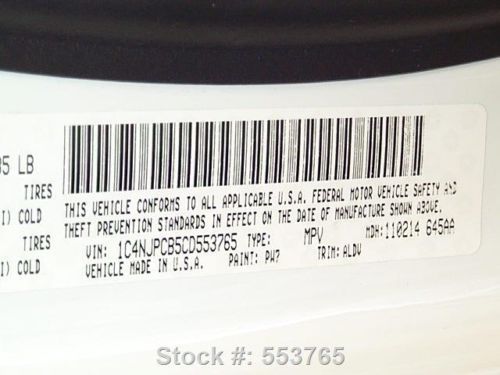 35 LB
TIRES
I) COLD
TIRES
I) COLD
THIS VEHICLE CONFORMS TO ALL APPLICABLE U.S.A. FEDERAL MOTOR VEHICLE SAFETY AND
THEFT PREVENTION STANDARDS IN EFFECT ON THE DATE OF MANUFACTURE SHOWN ABOVE.
VIN: 1C4NJPCB5CD553765 TYPE: MPV MDH: 110214 645AA
VEHICLE MADE IN U.S.A. PAINT: PW7 TRIM: ALDV
Stock #: 553765